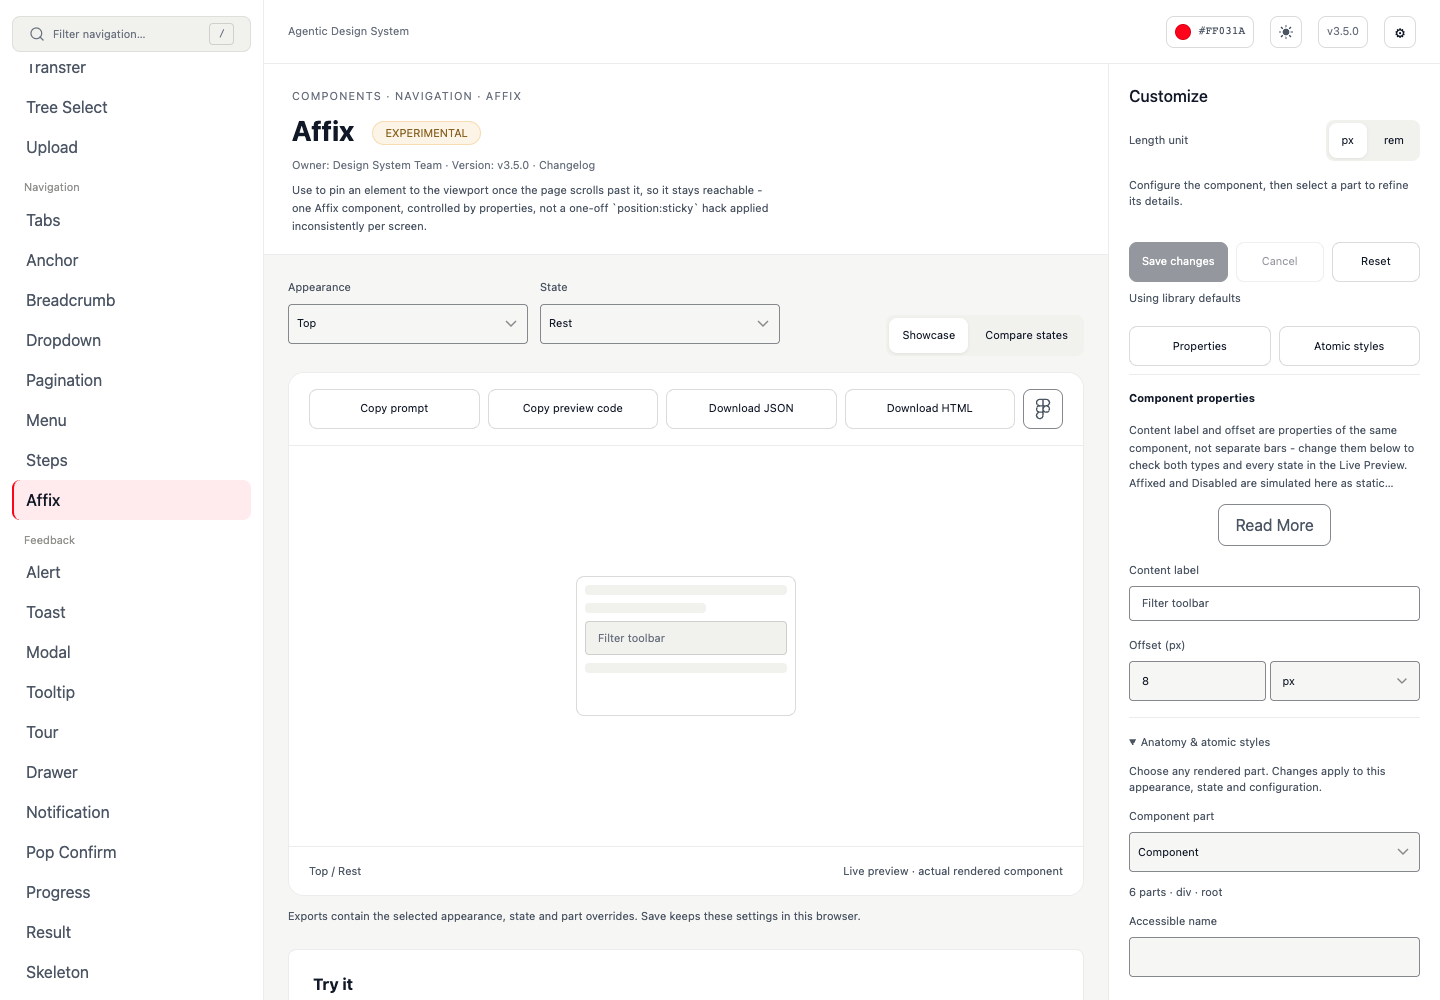 Filter navigation...
/
Transfer
Tree Select
Upload
Navigation
Tabs
Anchor
Breadcrumb
Dropdown
Pagination
Menu
Steps
Affix
Feedback
Alert
Toast
Modal
Tooltip
Tour
Drawer
Notification
Pop Confirm
Progress
Result
Skeleton
Agentic Design System
#FF031A
v3.5.0
COMPONENTS · NAVIGATION · AFFIX
Affix
EXPERIMENTAL
Owner: Design System Team · Version: v3.5.0 · Changelog
Use to pin an element to the viewport once the page scrolls past it, so it stays reachable -
one Affix component, controlled by properties, not a one-off `position:sticky` hack applied
inconsistently per screen.
Appearance
State
Top
Rest
Showcase
Compare states
Copy prompt
Copy preview code
Download JSON
Download HTML
Filter toolbar
Top / Rest
Live preview · actual rendered component
Exports contain the selected appearance, state and part overrides. Save keeps these settings in this browser.
Try it
Customize
Length unit
px
rem
Configure the component, then select a part to refine
its details.
Save changes
Cancel
Reset
Using library defaults
Properties
Atomic styles
Component properties
Content label and offset are properties of the same
component, not separate bars - change them below to
check both types and every state in the Live Preview.
Affixed and Disabled are simulated here as static...
Read More
Content label
Filter toolbar
Offset (px)
8
px
▼ Anatomy & atomic styles
Choose any rendered part. Changes apply to this
appearance, state and configuration.
Component part
Component
6 parts · div · root
Accessible name